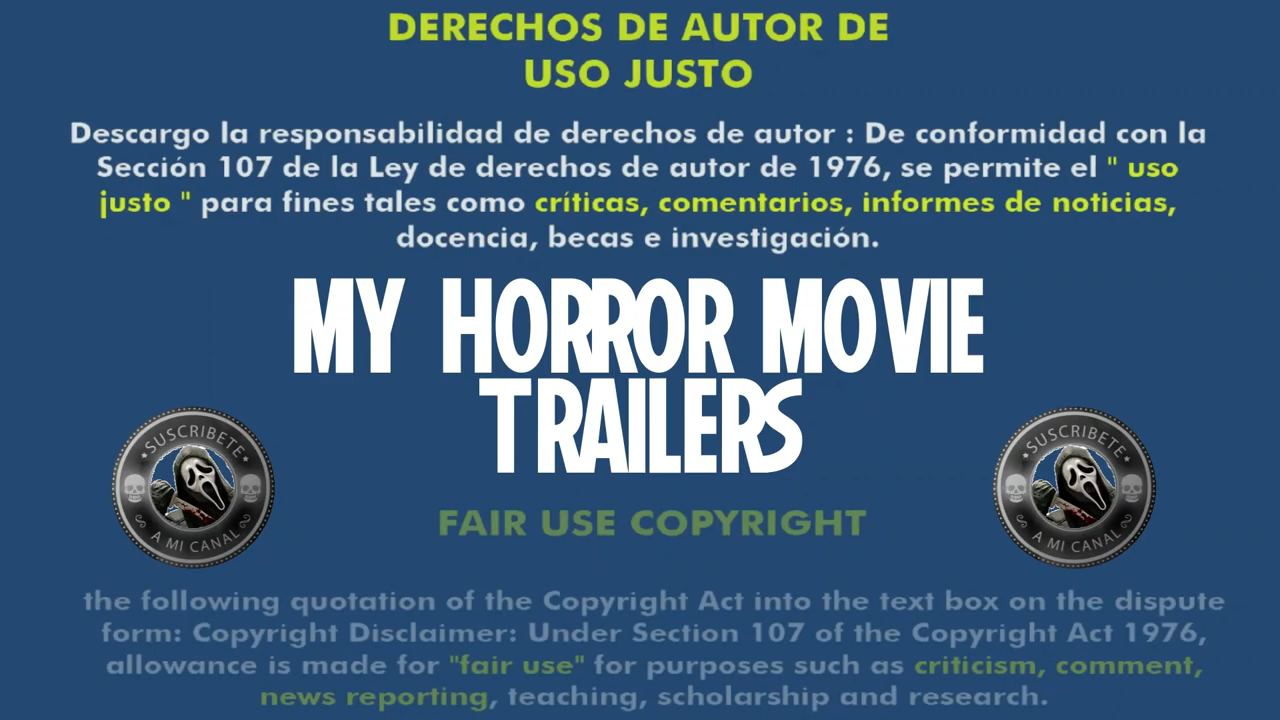 DERECHOS DE AUTOR DE
USO JUSTO
Descargo la responsabilidad de derechos de autor : De conformidad con la
Sección 107 de la Ley de derechos de autor de 1976, se permite el " uso
justo " para fines tales como críticas, comentarios, informes de noticias,
docencia, becas e investigación.
MY HORROR MOVIE
TRAILERS
SUSCRIBETE
A MI CANAL
SUSCRIBETE
A MI CANAL
FAIR USE COPYRIGHT
the following quotation of the Copyright Act into the text box on the dispute
form: Copyright Disclaimer: Under Section 107 of the Copyright Act 1976,
allowance is made for "fair use" for purposes such as criticism, comment,
news reporting, teaching, scholarship and research.